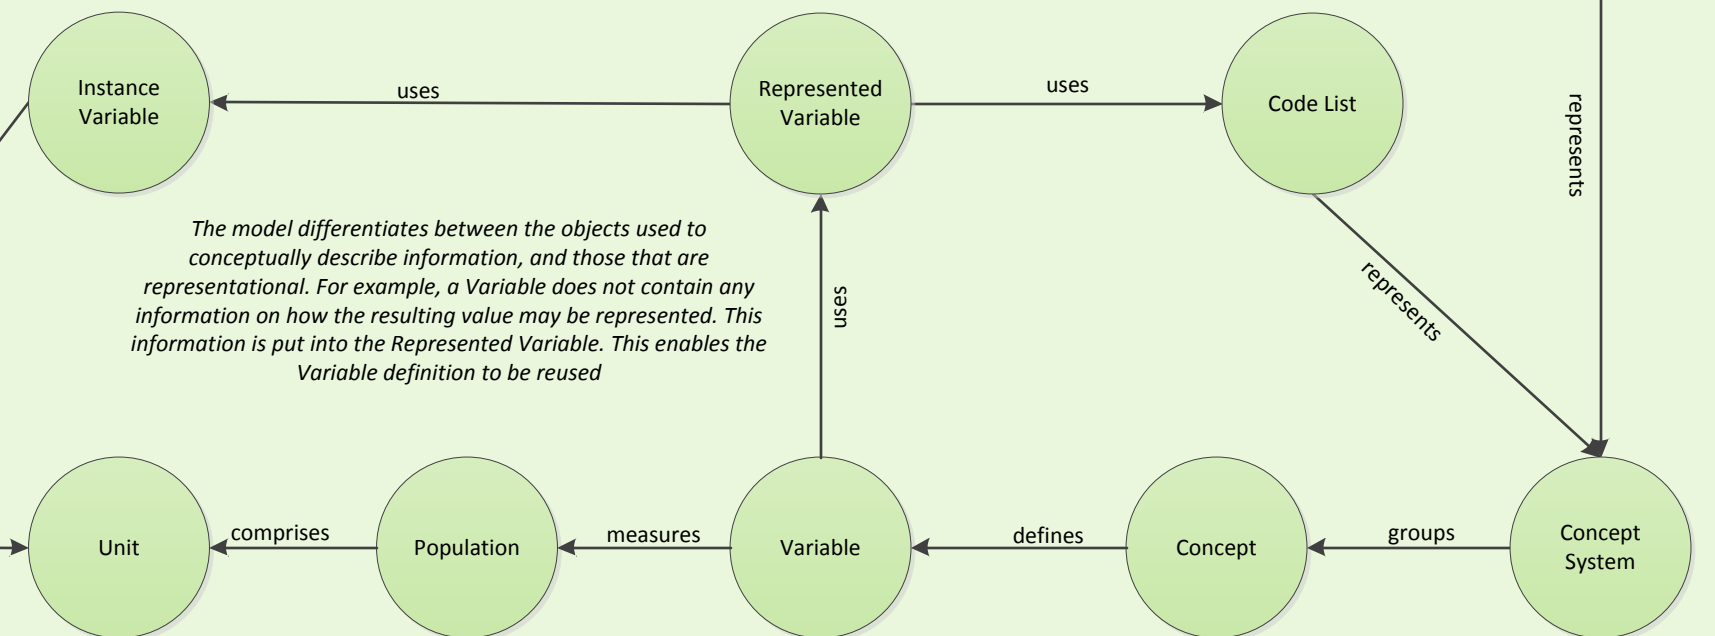 Instance
Variable
uses
Represented
Variable
uses
Code List
represents
The model differentiates between the objects used to
conceptually describe information, and those that are
representational. For example, a Variable does not contain any
information on how the resulting value may be represented. This
information is put into the Represented Variable. This enables the
Variable definition to be reused
uses
represents
Unit
comprises
Population
measures
Variable
defines
Concept
groups
Concept
System